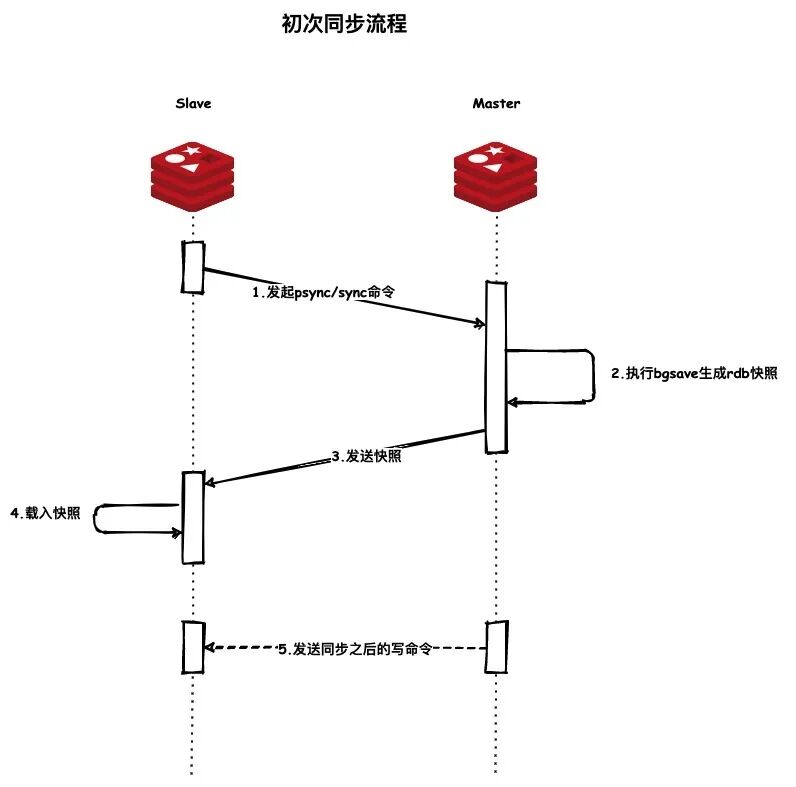 初次同步流程
Slave
Master
1.发起psync/sync命令
2.执行bgsave生成rdb快照
3.发送快照
4.载入快照
5.发送同步之后的写命令